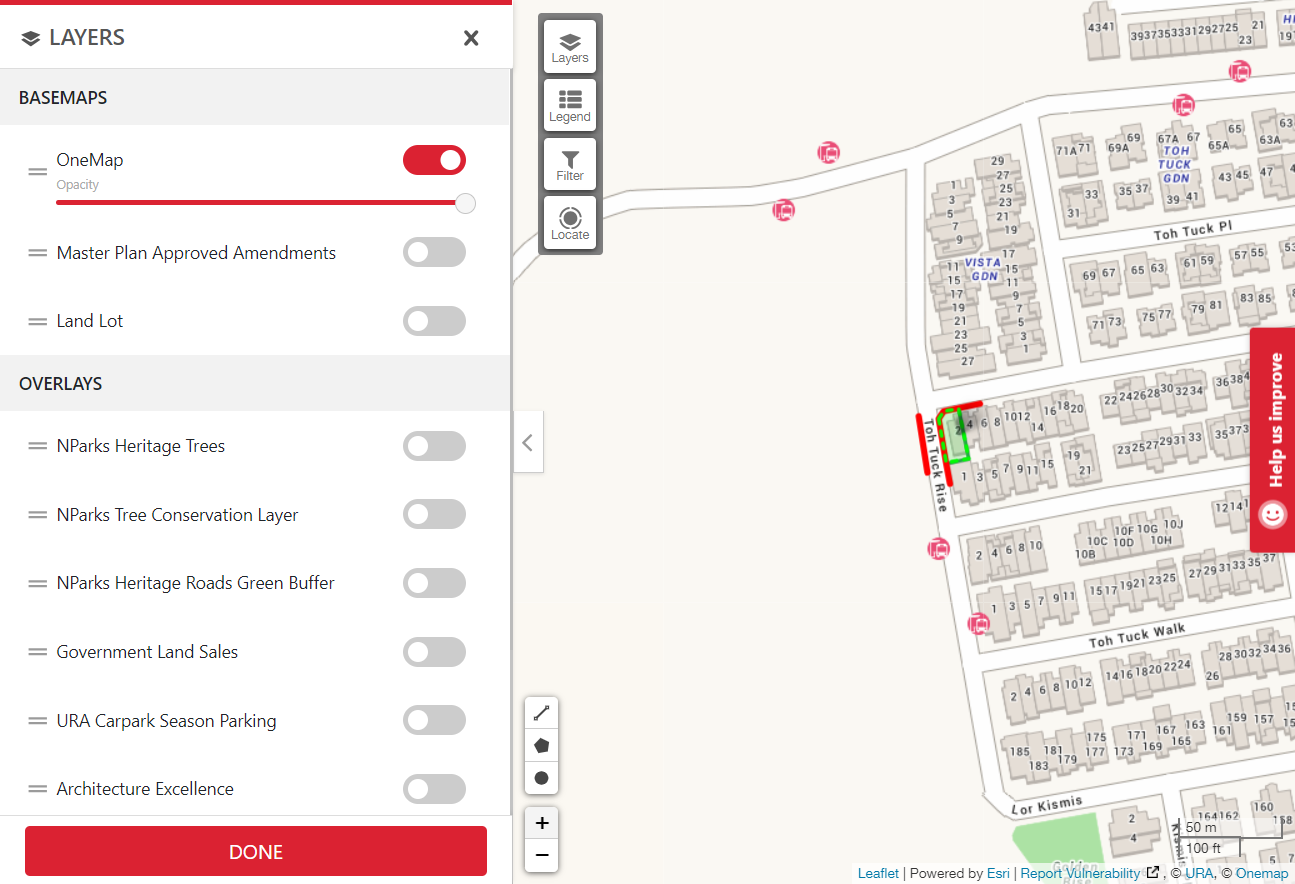 LAYERS
BASEMAPS
OneMap
Opacity
Master Plan Approved Amendments
Land Lot
OVERLAYS
NParks Heritage Trees
NParks Tree Conservation Layer
NParks Heritage Roads Green Buffer
Government Land Sales
URA Carpark Season Parking
Architecture Excellence
DONE
Layers
Legend
Filter
Locate
4341
39373533312927 25
21
23
71A 71
69
69A
67A 67
65
65A
63
63A
TOH
TUCK
GDN
33
31
35 37
39 41
43 45
47
Toh Tuck Pl
29
27
25
23
21
19
1
3
5
7
9
VISTA
GDN
11
15
17
19
21
23
25
27
17
15
11
9
7
5
3
1
69 67
65 63
61 59
57 55
53
71 73
75 77
79 81
83 85
Help us improve
2 4 6 8 10 12
14
16 18 20
22 24 26 28 30 32 34
36 38 4
Toh Tuck Rise
1 3 5 7 9 11 15
19
21
23 25 27 29 31 33
35 37 3
12 14 1
2 4 6 8 10
10B
10C
10D
10F
10G
10H
10J
1 3 5 7 9 11
15 17 19 21 23 25
27 29 31 33 35 37
Toh Tuck Walk
2 4 6 8 10 12
14 16 18 20 22 24
26
28 30 32 34 36
185
183
181
179
177
175
173
171
169
167
165
163
161
159 157
Lor Kismis
2
4
160
164 162
158
Kismis
5
Golden
Rise
50 m
100 ft
+
−
Leaflet | Powered by Esri | Report Vulnerability , © URA, © Onemap